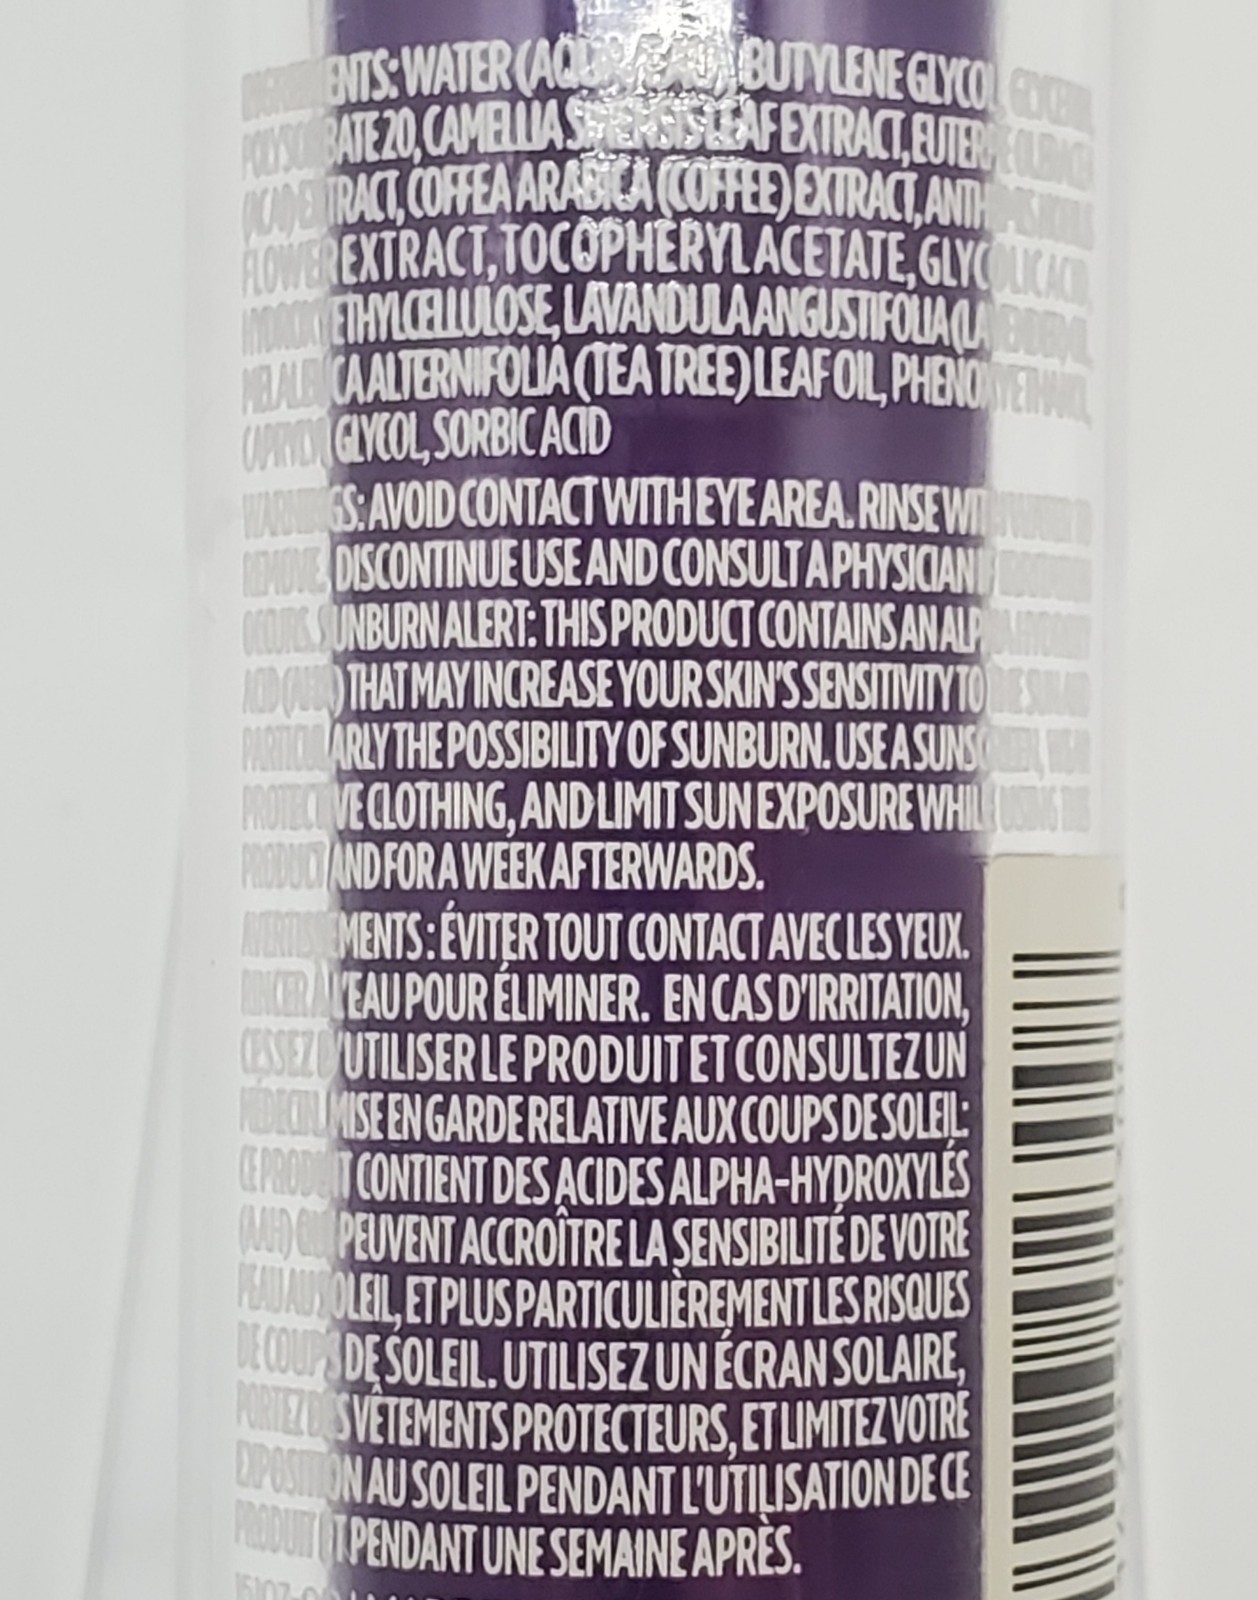 INGREDIENTS: WATER (AQUA, EAU), BUTYLENE GLYCOL, GLYCERIN,
POLYSORBATE 20, CAMELLIA SINENSIS LEAF EXTRACT, EUTERPE OLERACEA
(ACAI) EXTRACT, COFFEA ARABICA (COFFEE) EXTRACT,
FLOWER EXTRACT, TOCOPHERYL ACETATE, GLYCOLIC ACID,
HYDROXYETHYLCELLULOSE, LAVANDULA ANGUSTIFOLIA (LAVENDER) OIL,
MELALEUCA ALTERNIFOLIA (TEA TREE) LEAF OIL, PHENOXYETHANOL,
CAPRYLYL GLYCOL, SORBIC ACID
WARNINGS: AVOID CONTACT WITH EYE AREA. RINSE WITH WATER TO
REMOVE. DISCONTINUE USE AND CONSULT A PHYSICIAN IF IRRITATION
OCCURS. SUNBURN ALERT: THIS PRODUCT CONTAINS AN ALPHA-HYDROXY
ACID (AHA) THAT MAY INCREASE YOUR SKIN'S SENSITIVITY TO THE SUN AND
PARTICULARLY THE POSSIBILITY OF SUNBURN. USE A SUNSCREEN, WEAR
PROTECTIVE CLOTHING, AND LIMIT SUN EXPOSURE WHILE USING THIS
PRODUCT AND FOR A WEEK AFTERWARDS.
AVERTISSEMENTS : ÉVITER TOUT CONTACT AVEC LES YEUX.
RINCER À L'EAU POUR ÉLIMINER. EN CAS D'IRRITATION,
CESSEZ D'UTILISER LE PRODUIT ET CONSULTEZ UN
MÉDECIN. MISE EN GARDE RELATIVE AUX COUPS DE SOLEIL:
CE PRODUIT CONTIENT DES ACIDES ALPHA-HYDROXYLÉS
(AAH) QUI PEUVENT ACCROÎTRE LA SENSIBILITÉ DE VOTRE
PEAU AU SOLEIL, ET PLUS PARTICULIÈREMENT LES RISQUES
DE COUPS DE SOLEIL. UTILISEZ UN ÉCRAN SOLAIRE,
PORTEZ DES VÊTEMENTS PROTECTEURS, ET LIMITEZ VOTRE
EXPOSITION AU SOLEIL PENDANT L'UTILISATION DE CE
PRODUIT ET PENDANT UNE SEMAINE APRÈS.